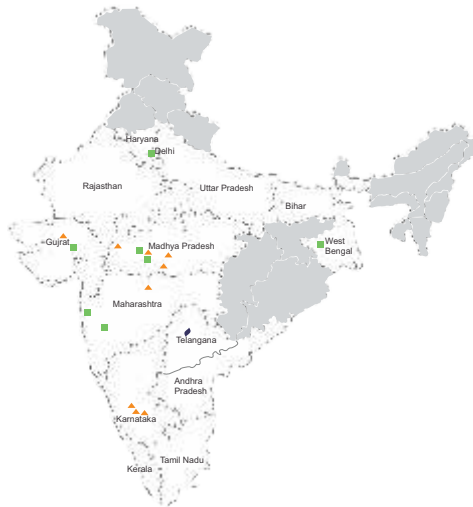 Haryana
Delhi
Rajasthan
Uttar Pradesh
Bihar
Gujrat
Madhya Pradesh
West
Bengal
Maharashtra
Telangana
Andhra
Pradesh
Karnataka
Tamil Nadu
Kerala